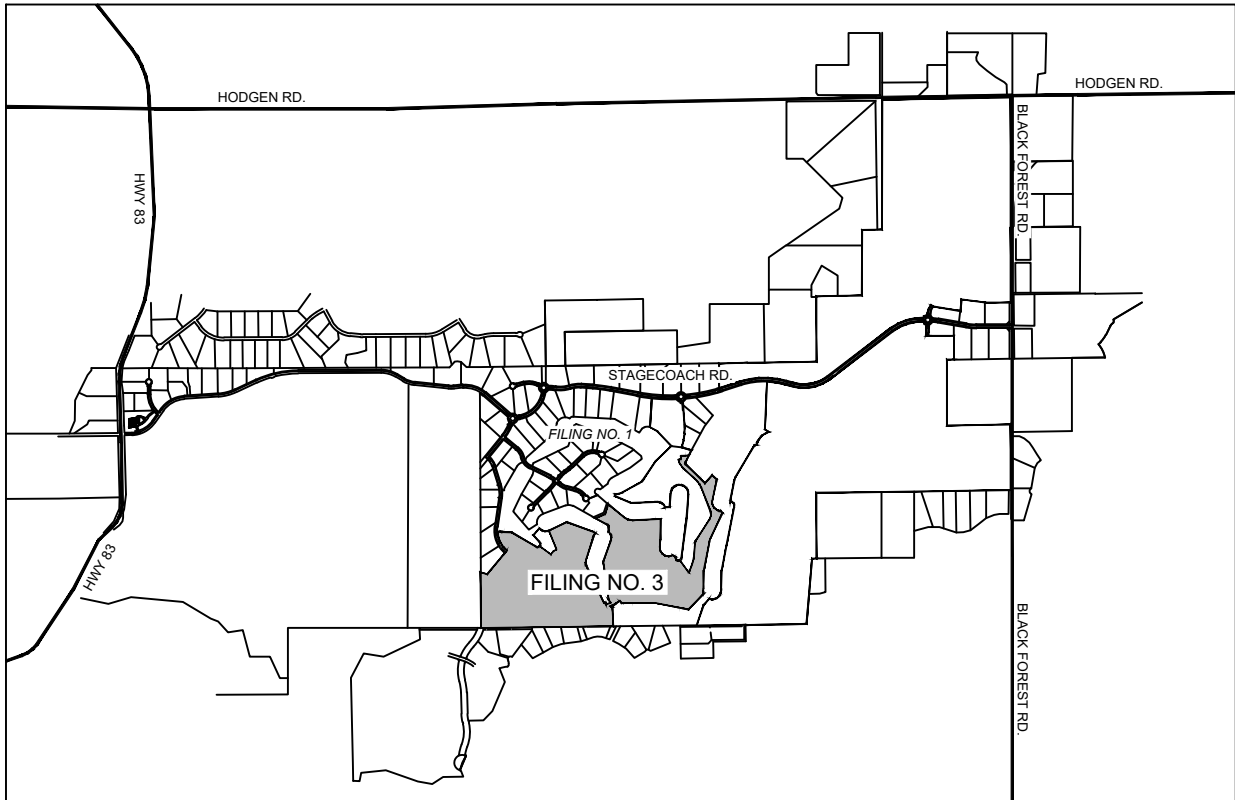 HODGEN RD.
HODGEN RD.
BLACK FOREST RD.
HWY 83
STAGECOACH RD.
FILING NO. 1
HWY 83
FILING NO. 3
BLACK FOREST RD.